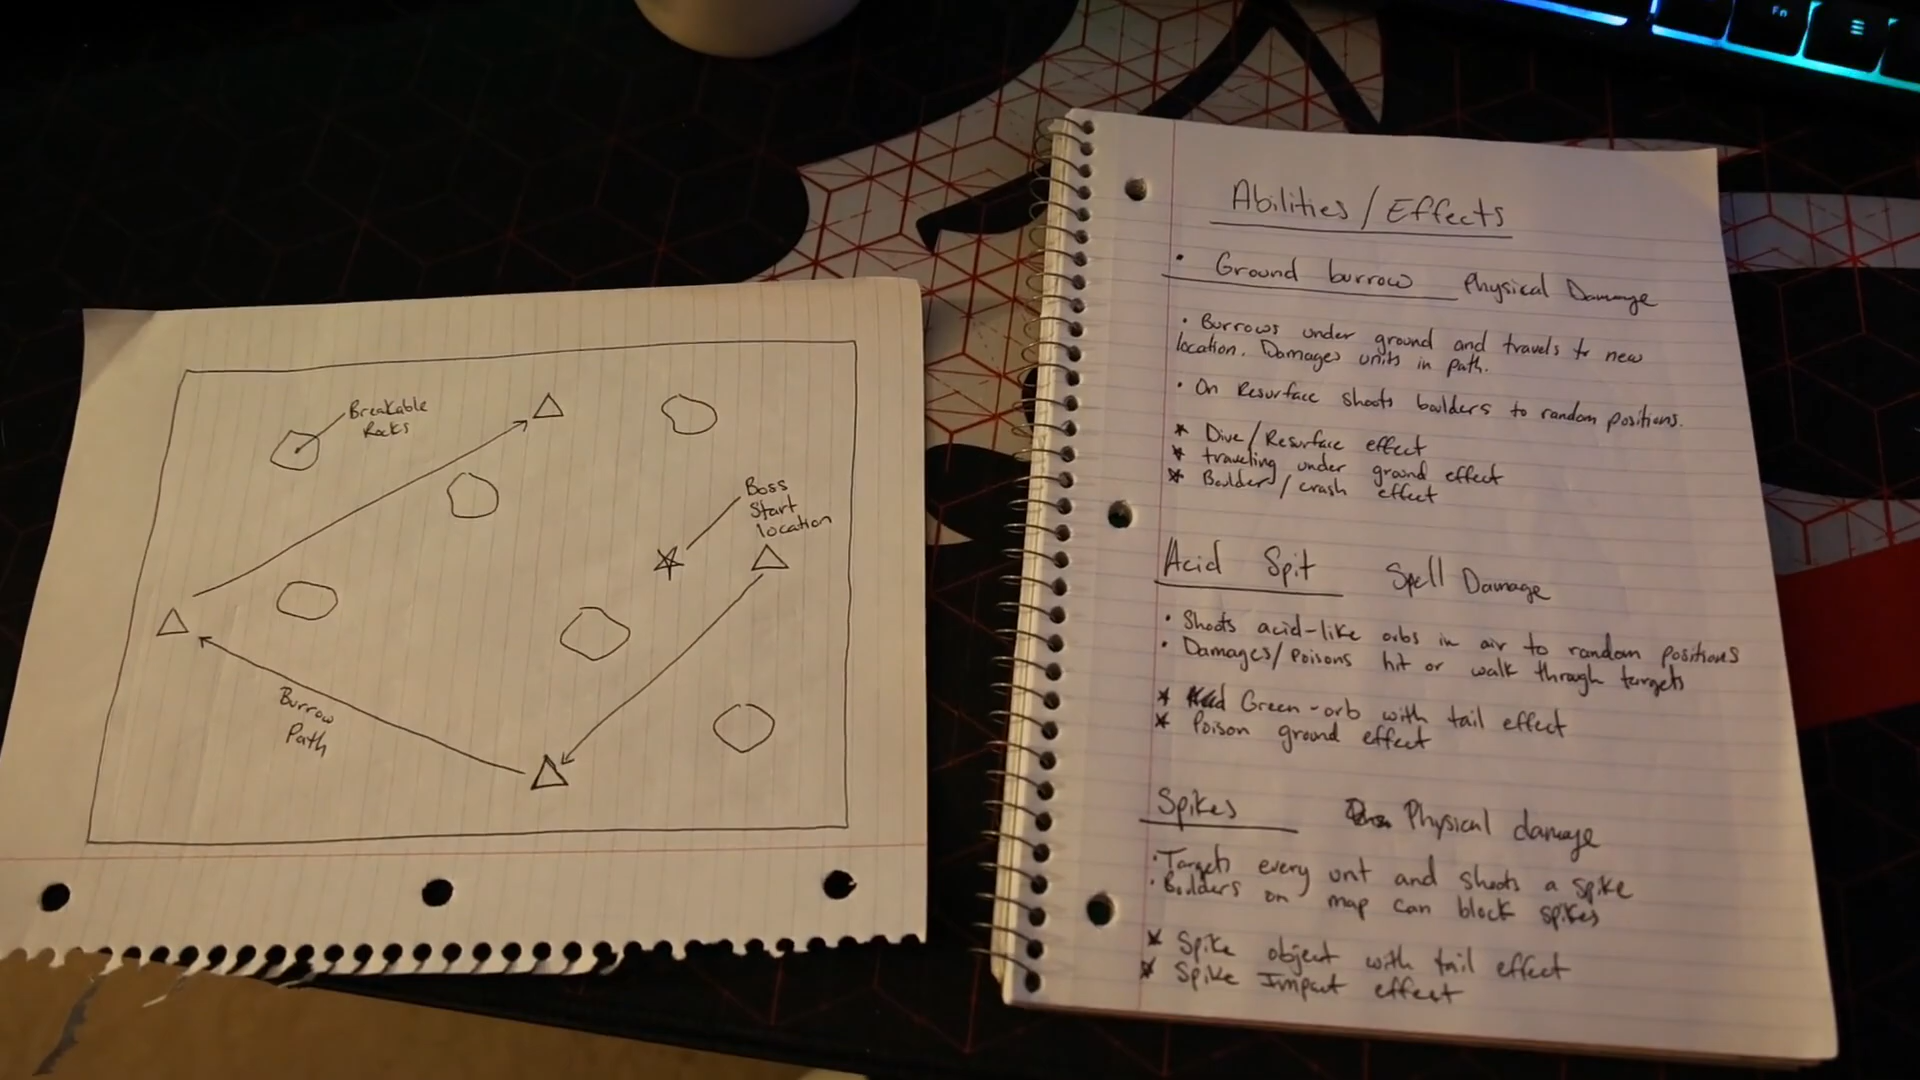 Breakable
Rocks
Boss
Start
location
Burrow
Path
Abilities / Effects
• Ground burrow Physical Damage
• Burrows under ground and travels to new
location. Damages units in path.
• On Resurface shoots boulders to random positions.
* Dive/Resurface effect
* traveling under ground effect
* Boulder/crash effect
Acid Spit Spell Damage
• Shoots acid-like orbs in air to random positions
• Damages/Poisons hit or walk through targets
* Green-orb with tail effect
* Poison ground effect
Spikes Physical damage
• Targets every unt and shoots a spike
• Boulders on map can block spikes
* Spike object with tail effect
* Spike Impact effect
Fn